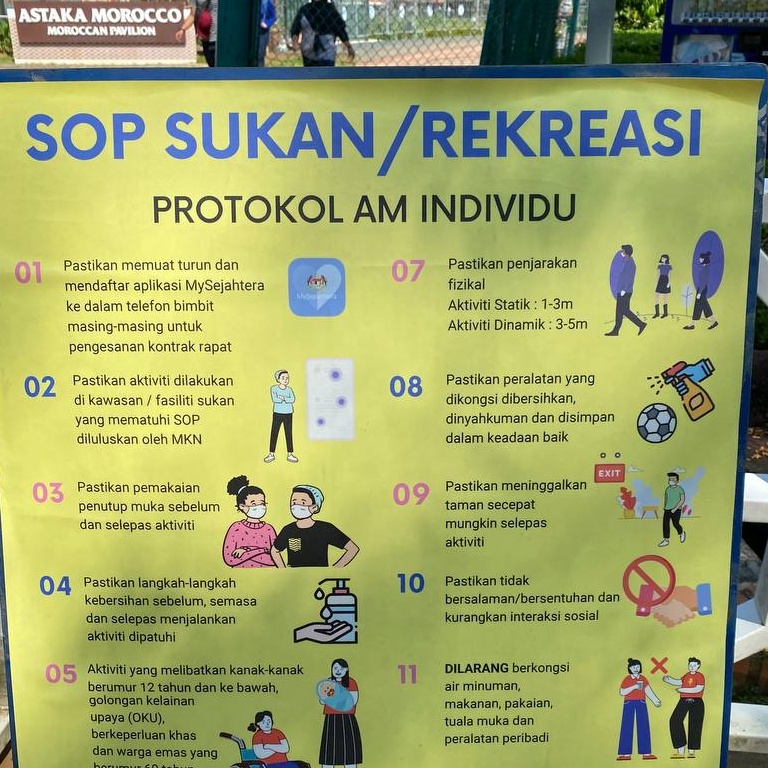 ASTAKA MOROCCO
MOROCCAN PAVILION
SOP SUKAN/REKREASI
PROTOKOL AM INDIVIDU
01 Pastikan memuat turun dan
mendaftar aplikasi MySejahtera
ke dalam telefon bimbit
masing-masing untuk
pengesanan kontrak rapat
MySejahtera
02 Pastikan aktiviti dilakukan
di kawasan / fasiliti sukan
yang mematuhi SOP
diluluskan oleh MKN
03 Pastikan pemakaian
penutup muka sebelum
dan selepas aktiviti
04 Pastikan langkah-langkah
kebersihan sebelum, semasa
dan selepas menjalankan
aktiviti dipatuhi
05 Aktiviti yang melibatkan kanak-kanak
berumur 12 tahun dan ke bawah,
golongan kelainan
upaya (OKU),
berkeperluan khas
dan warga emas yang
berumur 60 tahun
07 Pastikan penjarakan
fizikal
Aktiviti Statik : 1-3m
Aktiviti Dinamik : 3-5m
08 Pastikan peralatan yang
dikongsi dibersihkan,
dinyahkuman dan disimpan
dalam keadaan baik
09 Pastikan meninggalkan
taman secepat
mungkin selepas
aktiviti
EXIT
10 Pastikan tidak
bersalaman/bersentuhan dan
kurangkan interaksi sosial
11 DILARANG berkongsi
air minuman,
makanan, pakaian,
tuala muka dan
peralatan peribadi